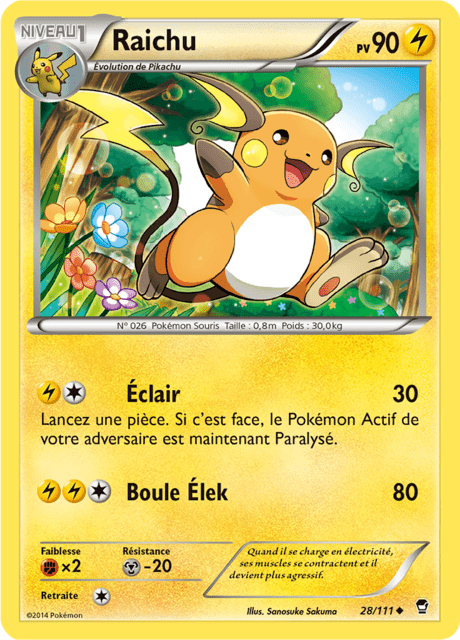 NIVEAU 1
Raichu
PV 90
Évolution de Pikachu
N° 026 Pokémon Souris Taille : 0,8m Poids : 30,0kg
Éclair 30
Lancez une pièce. Si c'est face, le Pokémon Actif de
votre adversaire est maintenant Paralysé.
Boule Élek 80
Faiblesse
×2
Résistance
-20
Retraite
Quand il se charge en électricité,
ses muscles se contractent et il
devient plus agressif.
©2014 Pokémon
Illus. Sanosuke Sakuma
28/111